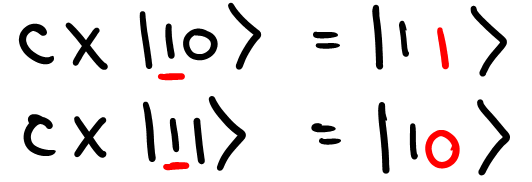 cx |10⟩ = |11⟩
cx |11⟩ = |10⟩